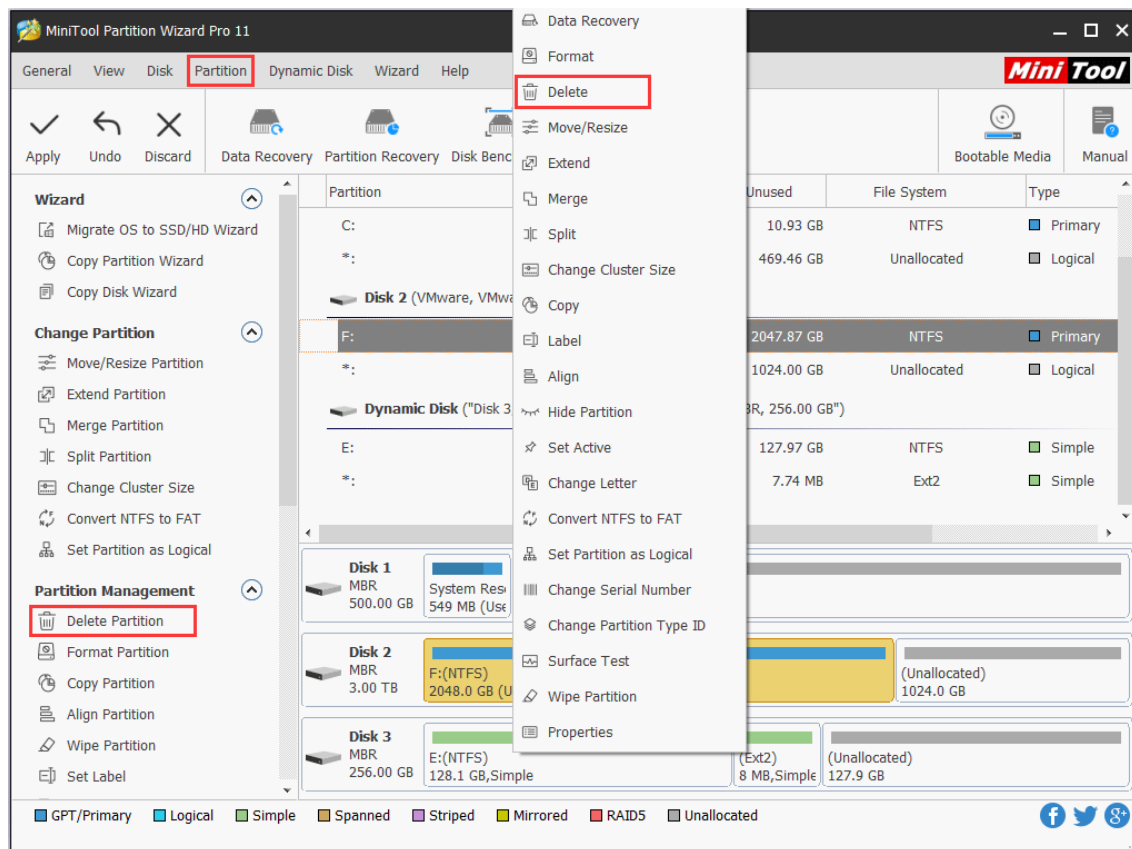 MiniTool Partition Wizard Pro 11
General View Disk Partition Dynamic Disk Wizard Help
Mini Tool
Apply Undo Discard Data Recovery Partition Recovery Disk Benc
Bootable Media Manual
Wizard
Migrate OS to SSD/HD Wizard
Copy Partition Wizard
Copy Disk Wizard
Change Partition
Move/Resize Partition
Extend Partition
Merge Partition
Split Partition
Change Cluster Size
Convert NTFS to FAT
Set Partition as Logical
Partition Management
Delete Partition
Format Partition
Copy Partition
Align Partition
Wipe Partition
Set Label
Data Recovery
Format
Delete
Move/Resize
Extend
Merge
Split
Change Cluster Size
Copy
Label
Align
Hide Partition
Set Active
Change Letter
Convert NTFS to FAT
Set Partition as Logical
Change Serial Number
Change Partition Type ID
Surface Test
Wipe Partition
Properties
Partition Unused File System Type
C: 10.93 GB NTFS Primary
*: 469.46 GB Unallocated Logical
Disk 2 (VMware, VMwa
F: 2047.87 GB NTFS Primary
*: 1024.00 GB Unallocated Logical
Dynamic Disk ("Disk 3 BR, 256.00 GB")
E: 127.97 GB NTFS Simple
*: 7.74 MB Ext2 Simple
Disk 1
MBR
500.00 GB
System Res
549 MB (Use
Disk 2
MBR
3.00 TB
F:(NTFS)
2048.0 GB (U
(Unallocated)
1024.0 GB
Disk 3
MBR
256.00 GB
E:(NTFS)
128.1 GB,Simple
(Ext2)
8 MB,Simple
(Unallocated)
127.9 GB
GPT/Primary Logical Simple Spanned Striped Mirrored RAID5 Unallocated